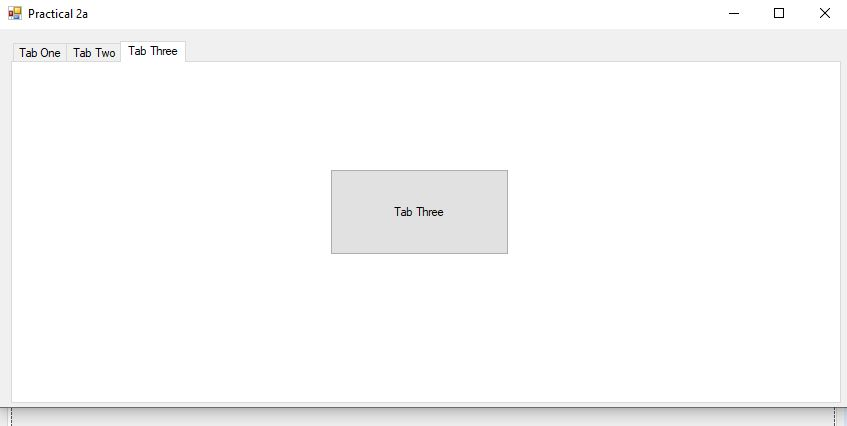 Practical 2a
Tab One Tab Two Tab Three
Tab Three